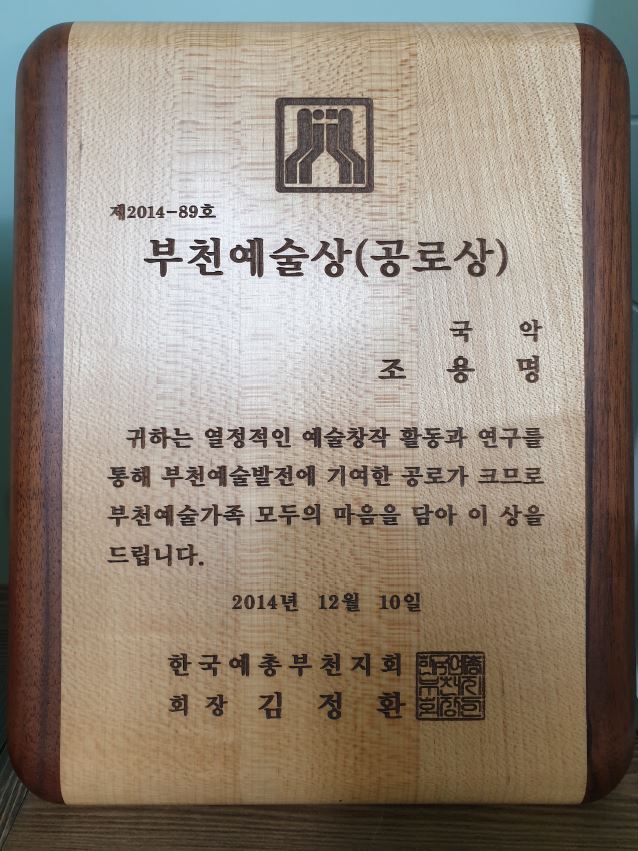 제2014-89호
부천예술상(공로상)
국 악
조 용 명
귀하는 열정적인 예술창작 활동과 연구를
통해 부천예술발전에 기여한 공로가 크므로
부천예술가족 모두의 마음을 담아 이 상을
드립니다.
2014년 12월 10일
한국예총부천지회
회 장 김 정 환